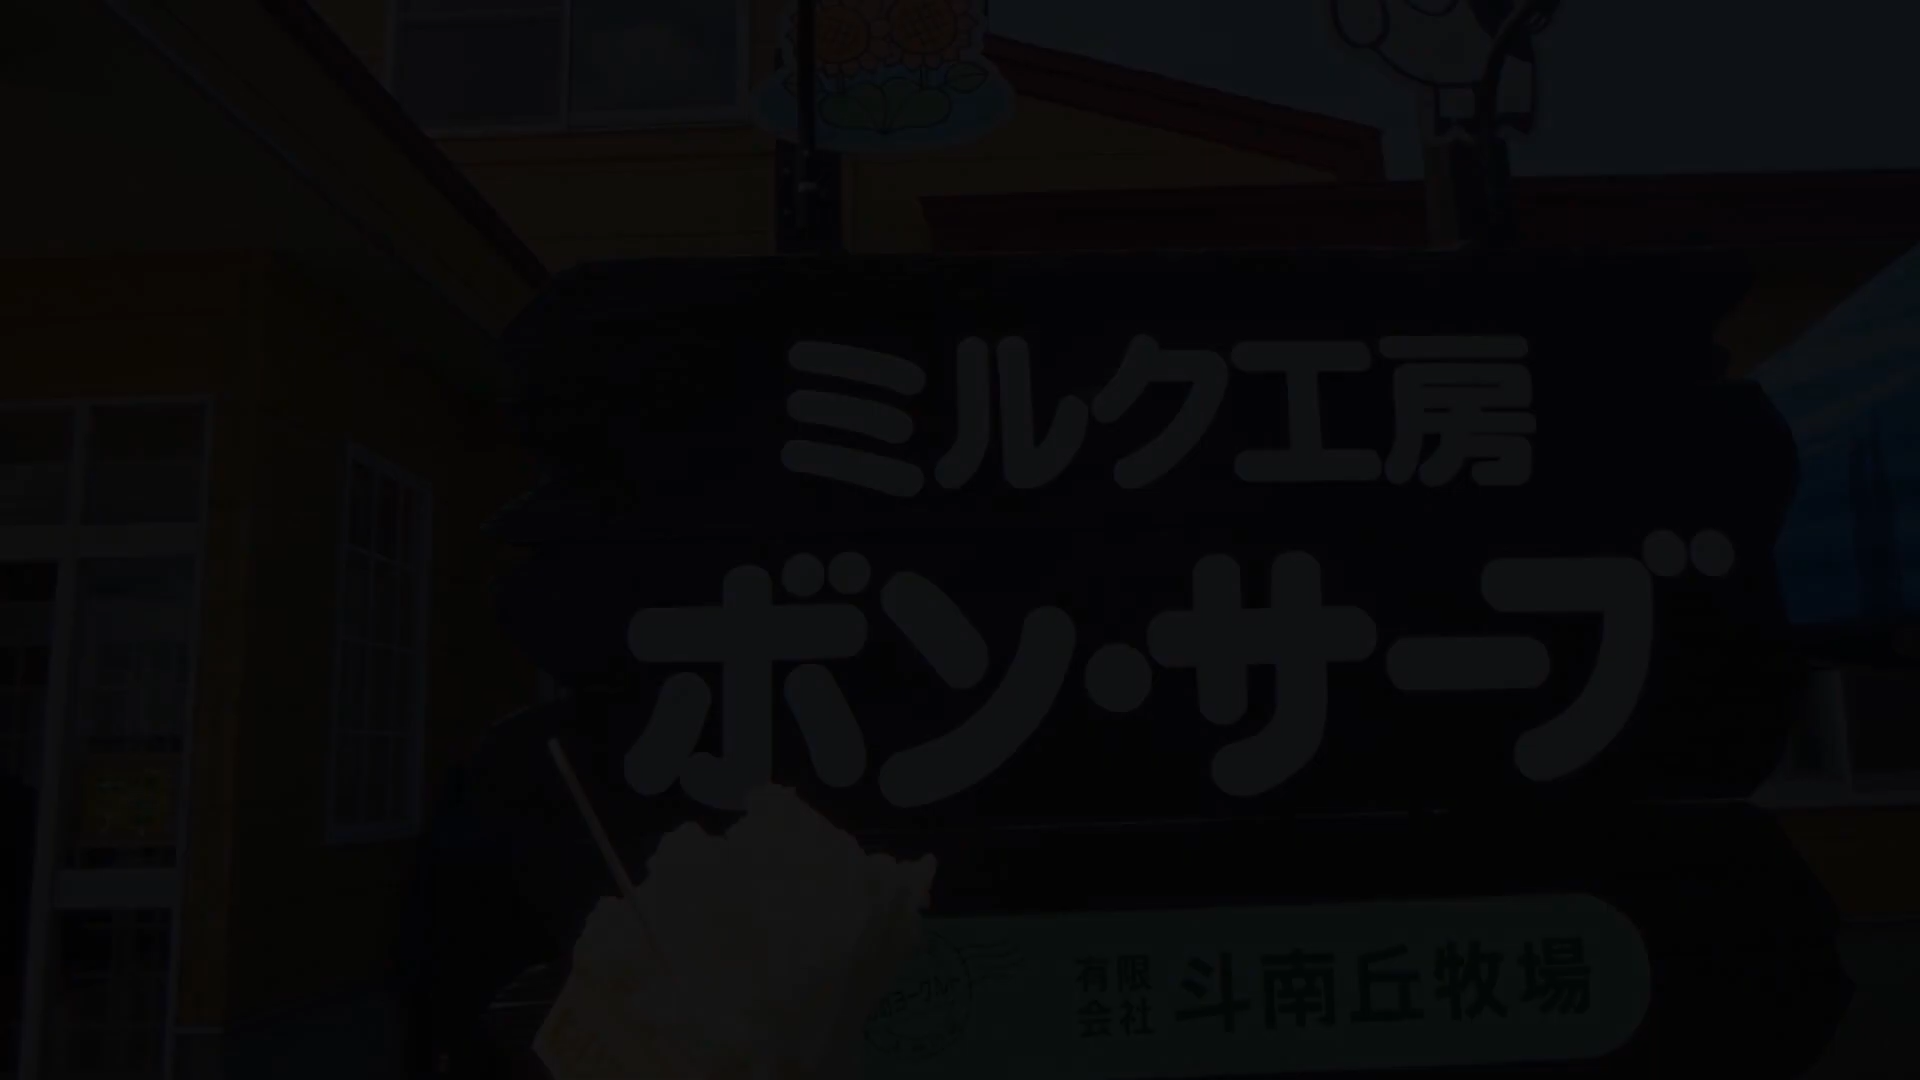 ミルク工房
ボン・サーブ
有限会社 斗南丘牧場